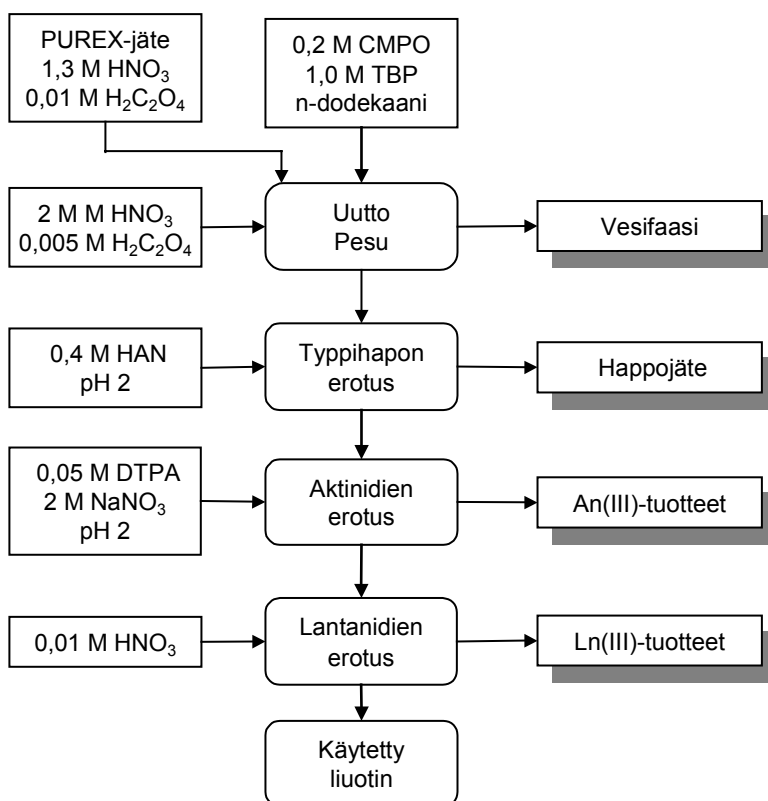 PUREX-jäte
1,3 M HNO₃
0,01 M H₂C₂O₄
0,2 M CMPO
1,0 M TBP
n-dodekaani
2 M M HNO₃
0,005 M H₂C₂O₄
Uutto
Pesu
Vesifaasi
0,4 M HAN
pH 2
Typpihapon
erotus
Happojäte
0,05 M DTPA
2 M NaNO₃
pH 2
Aktinidien
erotus
An(III)-tuotteet
0,01 M HNO₃
Lantanidien
erotus
Ln(III)-tuotteet
Käytetty
liuotin